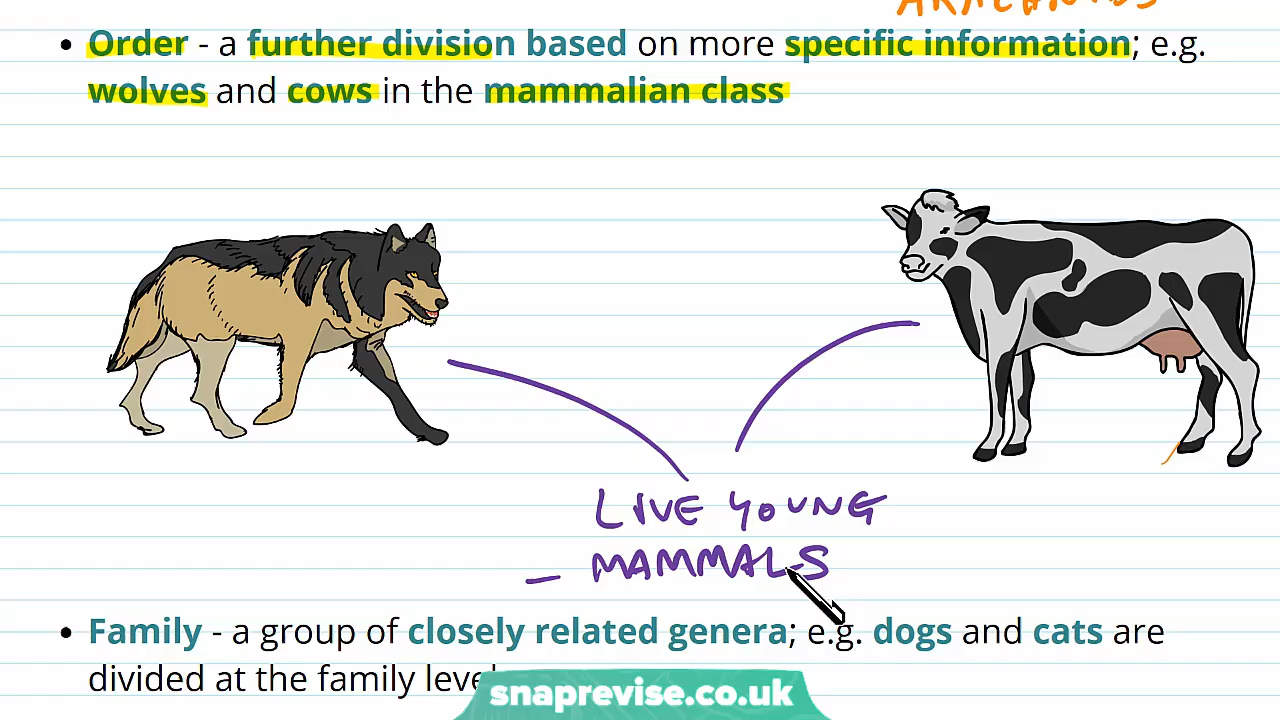 • Order - a further division based on more specific information; e.g.
wolves and cows in the mammalian class
LIVE YOUNG
– MAMMALS
• Family - a group of closely related genera; e.g. dogs and cats are
divided at the family level
snaprevise.co.uk